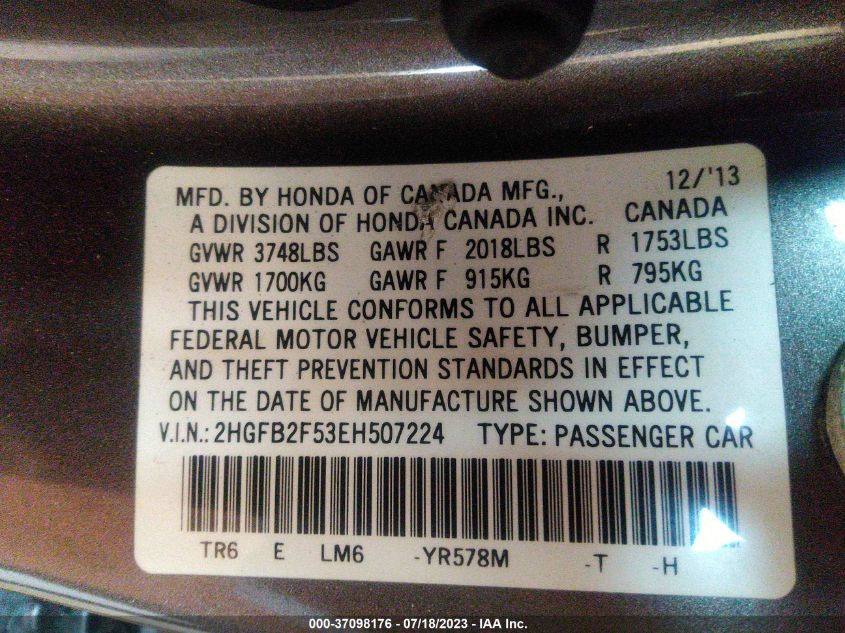 12/'13
MFD. BY HONDA OF CANADA MFG.,
A DIVISION OF HONDA CANADA INC. CANADA
GVWR 3748LBS GAWR F 2018LBS R 1753LBS
GVWR 1700KG GAWR F 915KG R 795KG
THIS VEHICLE CONFORMS TO ALL APPLICABLE
FEDERAL MOTOR VEHICLE SAFETY, BUMPER,
AND THEFT PREVENTION STANDARDS IN EFFECT
ON THE DATE OF MANUFACTURE SHOWN ABOVE.
V.I.N.: 2HGFB2F53EH507224 TYPE: PASSENGER CAR
TR6 E LM6 -YR578M -T -H
000-37098176 - 07/18/2023 - IAA Inc.